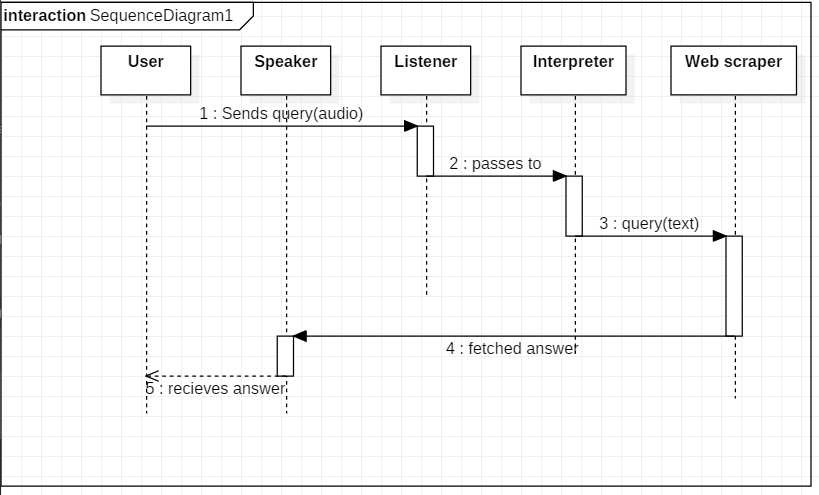 interaction SequenceDiagram1
User
Speaker
Listener
Interpreter
Web scraper
1 : Sends query(audio)
2 : passes to
3 : query(text)
4 : fetched answer
5 : recieves answer